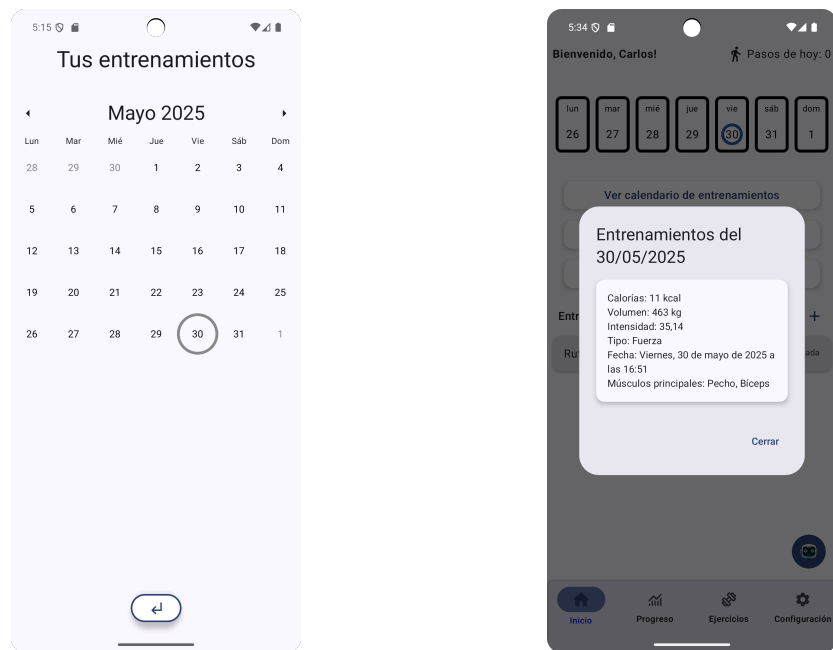 5:15
Tus entrenamientos
Mayo 2025
Lun Mar Mié Jue Vie Sáb Dom
28 29 30 1 2 3 4
5 6 7 8 9 10 11
12 13 14 15 16 17 18
19 20 21 22 23 24 25
26 27 28 29 30 31 1
5:34
Bienvenido, Carlos! Pasos de hoy: 0
lun mar mié jue vie sáb dom
26 27 28 29 30 31 1
Ver calendario de entrenamientos
Entrenamientos del
30/05/2025
Calorías: 11 kcal
Volumen: 463 kg
Intensidad: 35,14
Tipo: Fuerza
Fecha: Viernes, 30 de mayo de 2025 a
las 16:51
Músculos principales: Pecho, Bíceps
Cerrar
Inicio Progreso Ejercicios Configuración